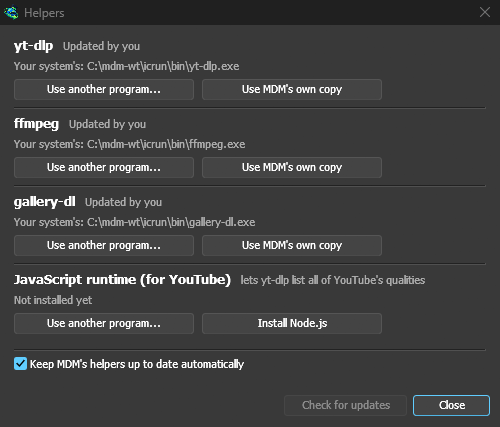 Helpers
yt-dlp Updated by you
Your system's: C:\mdm-wt\icrun\bin\yt-dlp.exe
Use another program... Use MDM's own copy
ffmpeg Updated by you
Your system's: C:\mdm-wt\icrun\bin\ffmpeg.exe
Use another program... Use MDM's own copy
gallery-dl Updated by you
Your system's: C:\mdm-wt\icrun\bin\gallery-dl.exe
Use another program... Use MDM's own copy
JavaScript runtime (for YouTube) lets yt-dlp list all of YouTube's qualities
Not installed yet
Use another program... Install Node.js
Keep MDM's helpers up to date automatically
Check for updates Close